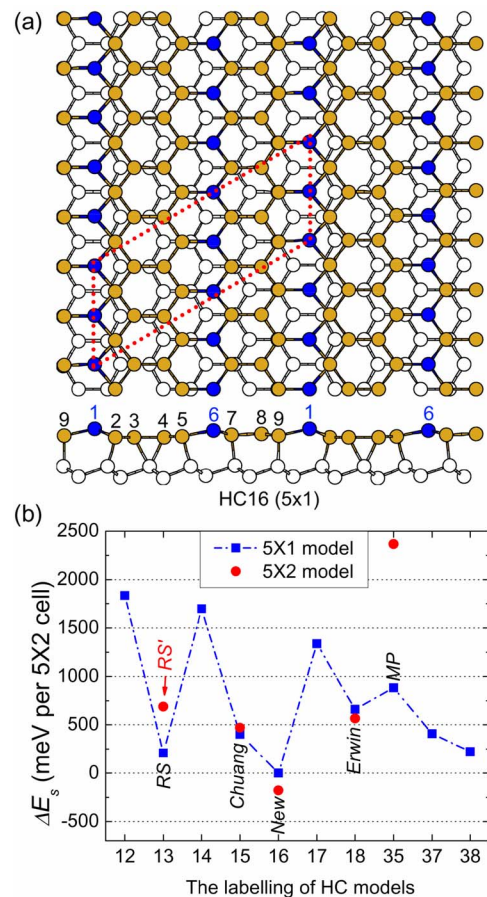 (a)
9 1 2 3 4 5 6 7 8 9 1 6
HC16 (5x1)
(b)
2500
2000
1500
1000
500
0
-500
ΔEs (meV per 5X2 cell)
5X1 model
5X2 model
RS'
RS
Chuang
New
Erwin
MP
12 13 14 15 16 17 18 35 37 38
The labelling of HC models